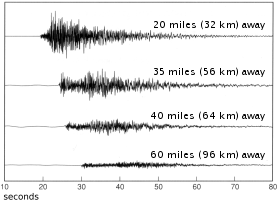 20 miles (32 km) away
35 miles (56 km) away
40 miles (64 km) away
60 miles (96 km) away
10 20 30 40 50 60 70 80
seconds